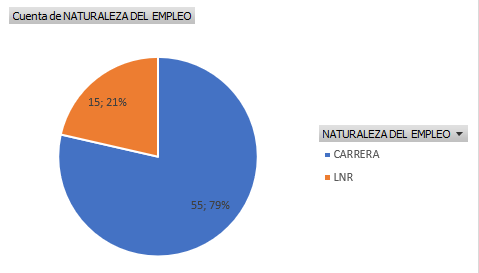 Cuenta de NATURALEZA DEL EMPLEO
15; 21%
55; 79%
NATURALEZA DEL EMPLEO
CARRERA
LNR